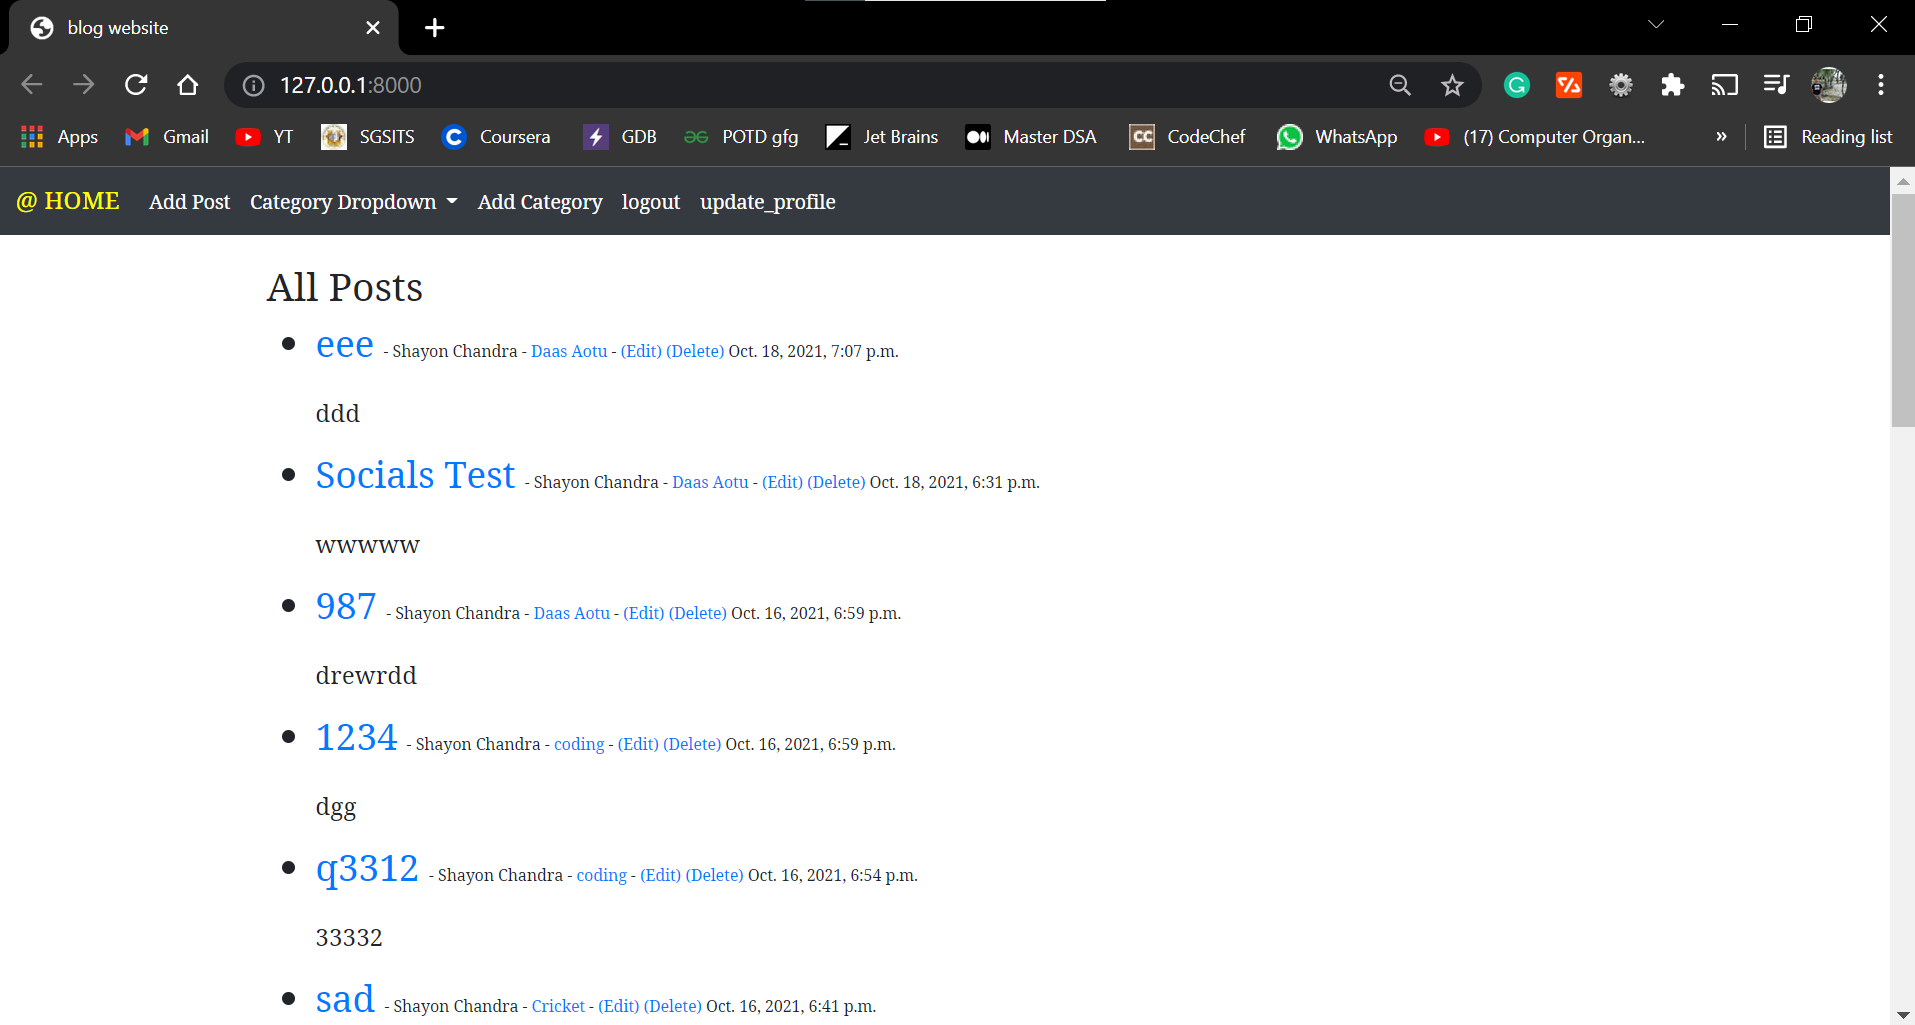 blog website
127.0.0.1:8000
Apps Gmail YT SGSITS Coursera GDB POTD gfg Jet Brains Master DSA CC CodeChef WhatsApp (17) Computer Organ... » Reading list
@ HOME Add Post Category Dropdown Add Category logout update_profile
All Posts
eee - Shayon Chandra - Daas Aotu - (Edit) (Delete) Oct. 18, 2021, 7:07 p.m.
ddd
Socials Test - Shayon Chandra - Daas Aotu - (Edit) (Delete) Oct. 18, 2021, 6:31 p.m.
wwwww
987 - Shayon Chandra - Daas Aotu - (Edit) (Delete) Oct. 16, 2021, 6:59 p.m.
drewrdd
1234 - Shayon Chandra - coding - (Edit) (Delete) Oct. 16, 2021, 6:59 p.m.
dgg
q3312 - Shayon Chandra - coding - (Edit) (Delete) Oct. 16, 2021, 6:54 p.m.
33332
sad - Shayon Chandra - Cricket - (Edit) (Delete) Oct. 16, 2021, 6:41 p.m.